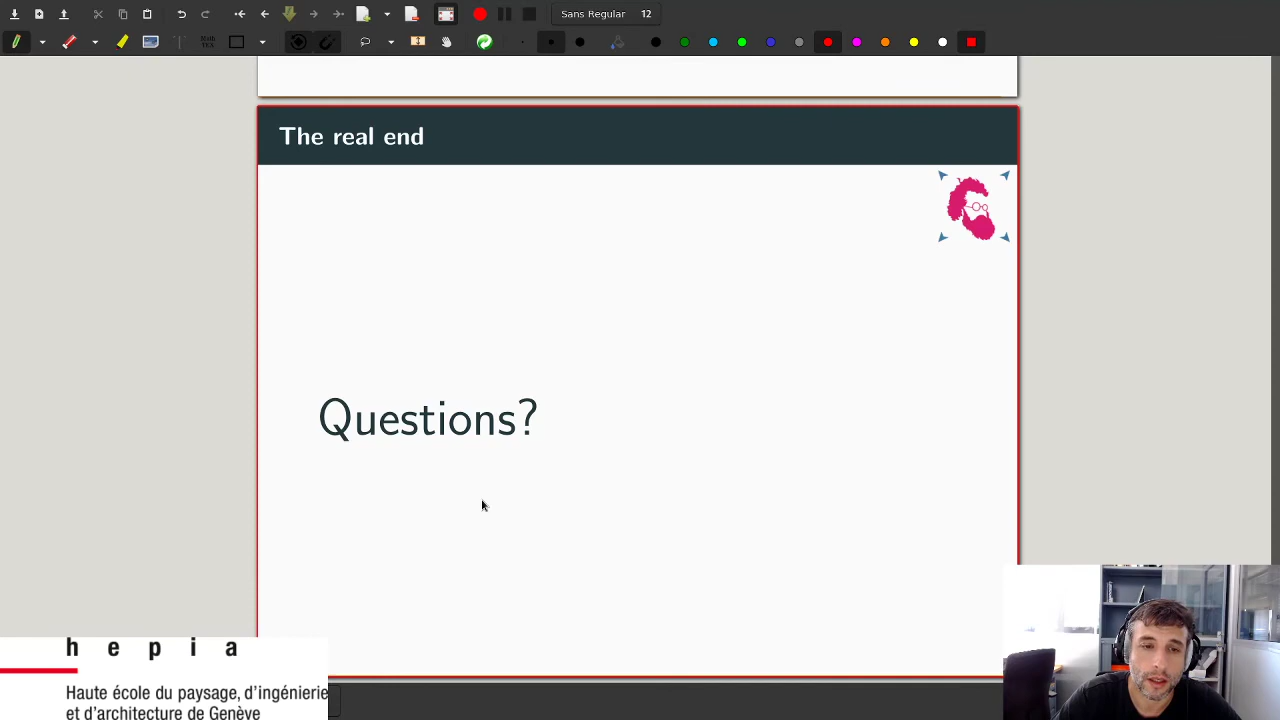 Sans Regular 12
The real end
Questions?
h e p i a
Haute école du paysage, d'ingénierie
et d'architecture de Genève